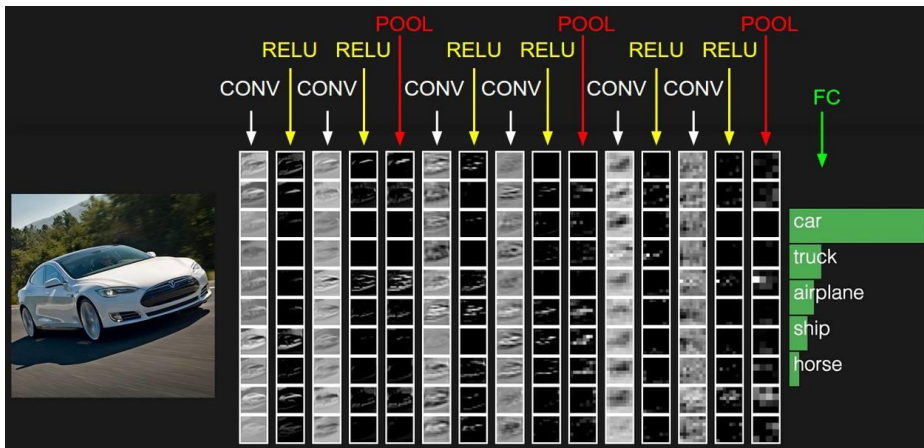 POOL POOL POOL
RELU RELU RELU RELU RELU RELU
CONV CONV CONV CONV CONV CONV
FC
car
truck
airplane
ship
horse